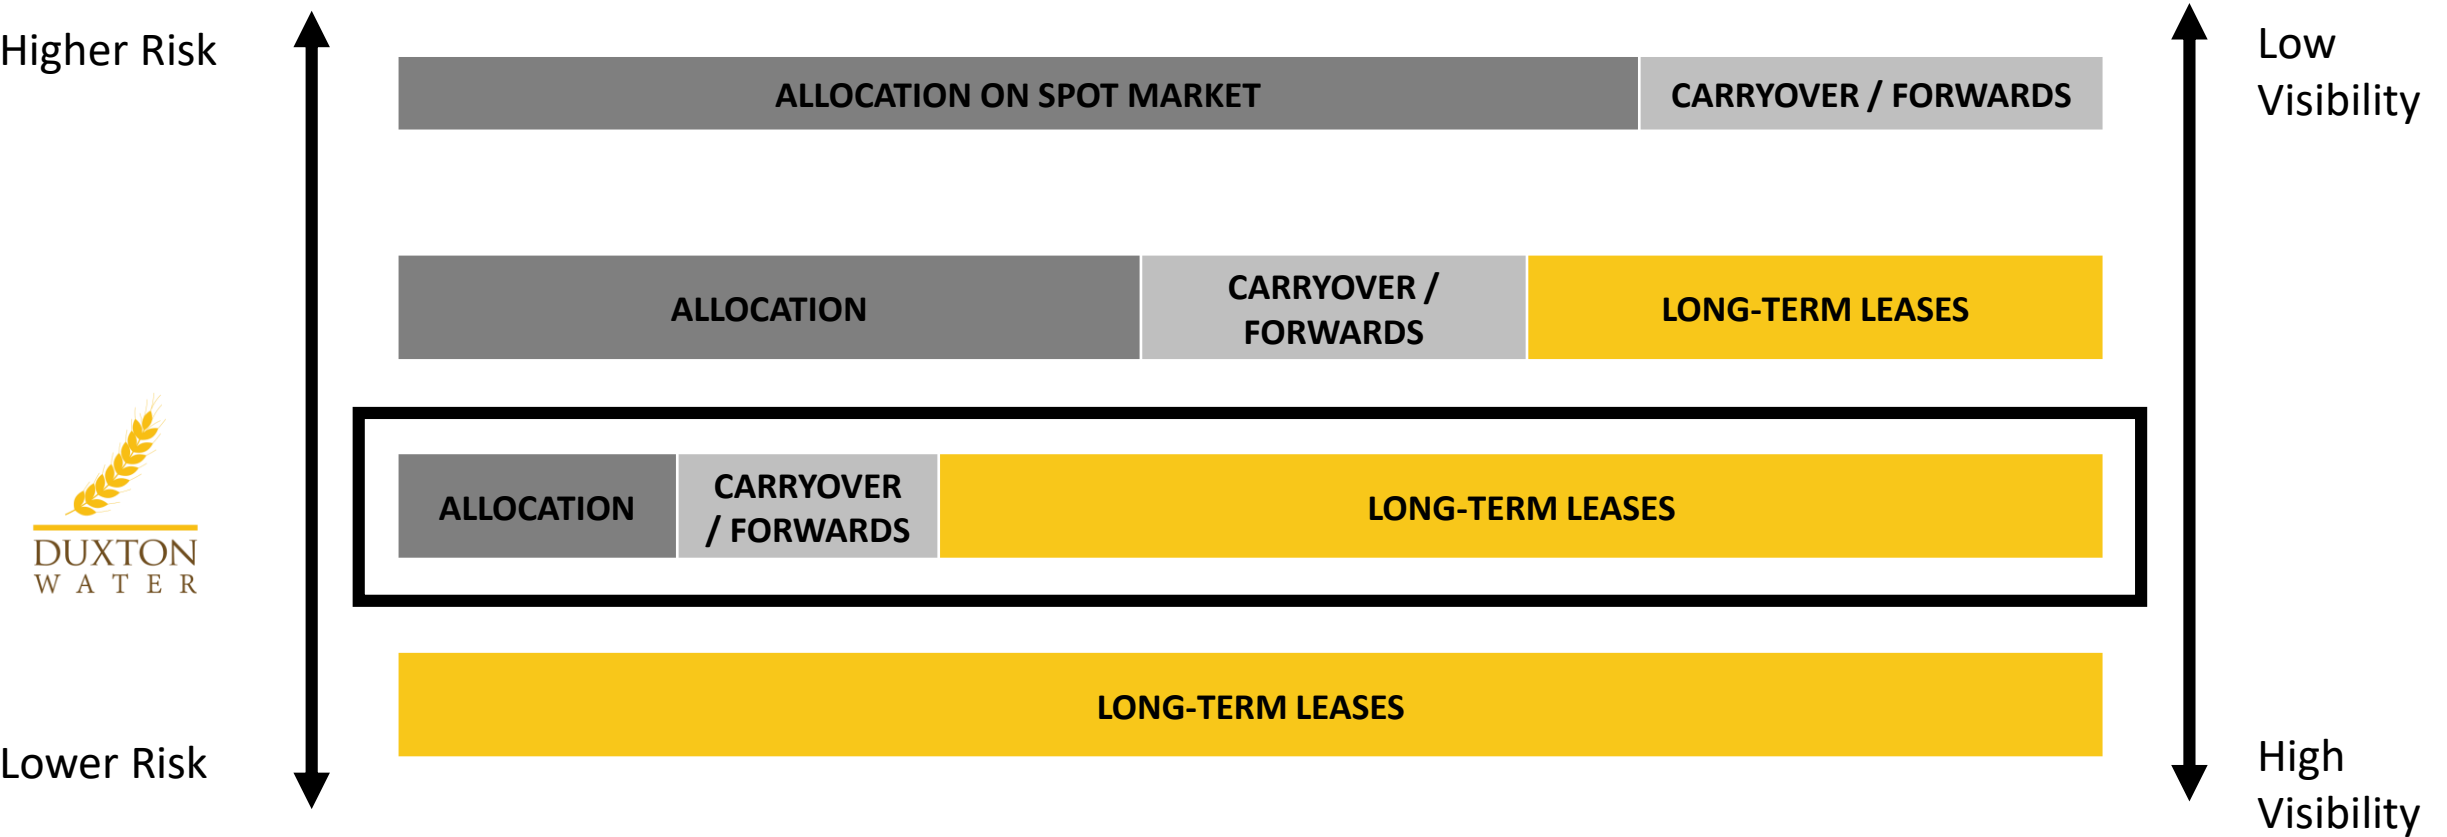 Higher Risk
Low
Visibility
ALLOCATION ON SPOT MARKET
CARRYOVER / FORWARDS
ALLOCATION
CARRYOVER /
FORWARDS
LONG-TERM LEASES
ALLOCATION
CARRYOVER
/ FORWARDS
LONG-TERM LEASES
DUXTON
WATER
LONG-TERM LEASES
Lower Risk
High
Visibility